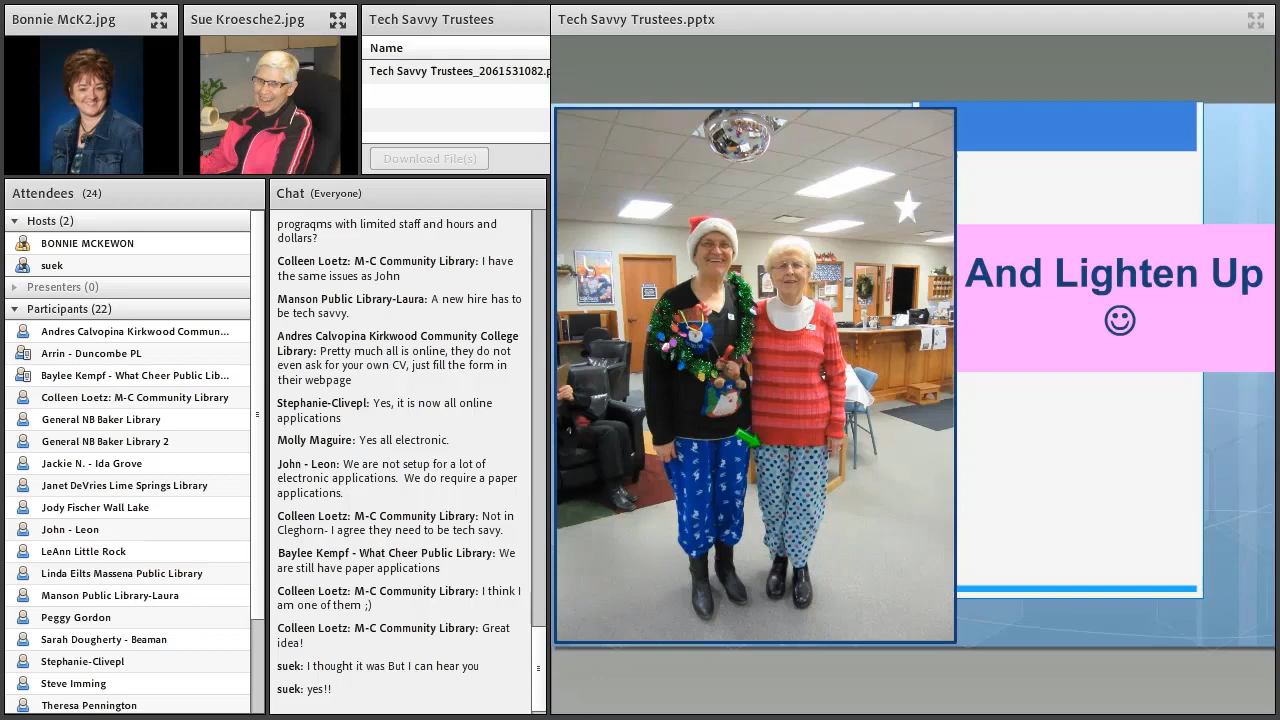 Bonnie McK2.jpg
Sue Kroesche2.jpg
Tech Savvy Trustees
Name
Tech Savvy Trustees_2061531082.p
Download File(s)
Tech Savvy Trustees.pptx
And Lighten Up
Attendees (24)
Hosts (2)
BONNIE MCKEWON
suek
Presenters (0)
Participants (22)
Andres Calvopina Kirkwood Commun...
Arrin - Duncombe PL
Baylee Kempf - What Cheer Public Lib...
Colleen Loetz: M-C Community Library
General NB Baker Library
General NB Baker Library 2
Jackie N. - Ida Grove
Janet DeVries Lime Springs Library
Jody Fischer Wall Lake
John - Leon
LeAnn Little Rock
Linda Eilts Massena Public Library
Manson Public Library-Laura
Peggy Gordon
Sarah Dougherty - Beaman
Stephanie-Clivepl
Steve Imming
Theresa Pennington
Chat (Everyone)
prograqms with limited staff and hours and
dollars?
Colleen Loetz: M-C Community Library: I have
the same issues as John
Manson Public Library-Laura: A new hire has to
be tech savvy.
Andres Calvopina Kirkwood Community College
Library: Pretty much all is online, they do not
even ask for your own CV, just fill the form in
their webpage
Stephanie-Clivepl: Yes, it is now all online
applications
Molly Maguire: Yes all electronic.
John - Leon: We are not setup for a lot of
electronic applications. We do require a paper
applications.
Colleen Loetz: M-C Community Library: Not in
Cleghorn- I agree they need to be tech savy.
Baylee Kempf - What Cheer Public Library: We
are still have paper applications
Colleen Loetz: M-C Community Library: I think I
am one of them ;)
Colleen Loetz: M-C Community Library: Great
idea!
suek: I thought it was But I can hear you
suek: yes!!